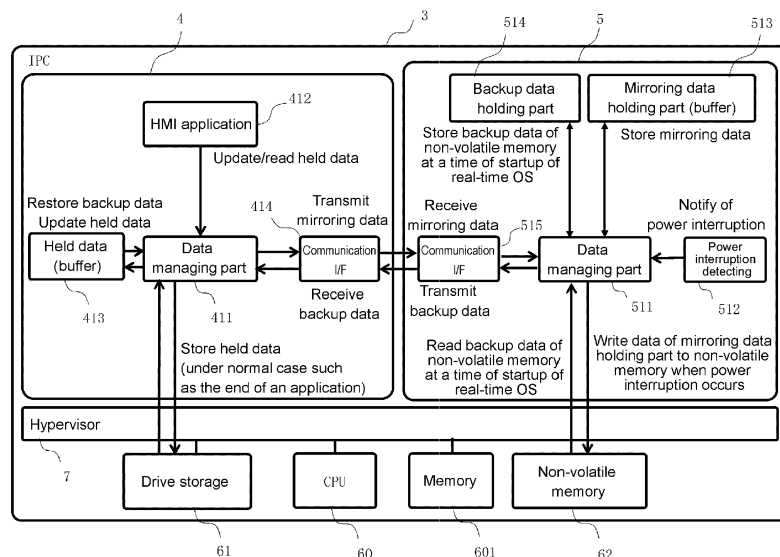 3
4
514
5
513
IPC
412
HMI application
Backup data
holding part
Mirroring data
holding part (buffer)
Update/read held data
Store backup data of
non-volatile memory
at a time of startup of
real-time OS
Store mirroring data
Restore backup data
Update held data
414
Transmit
mirroring data
Receive
mirroring data
515
Notify of
power interruption
Held data
(buffer)
413
Data
managing part
411
Communication
I/F
Receive
backup data
Communication
I/F
Transmit
backup data
Data
managing part
511
Power
interruption
detecting
512
Store held data
(under normal case such
as the end of an application)
Read backup data of
non-volatile memory
at a time of startup of
real-time OS
Write data of mirroring data
holding part to non-volatile
memory when power
interruption occurs
Hypervisor
7
Drive storage
61
CPU
60
Memory
601
Non-volatile
memory
62